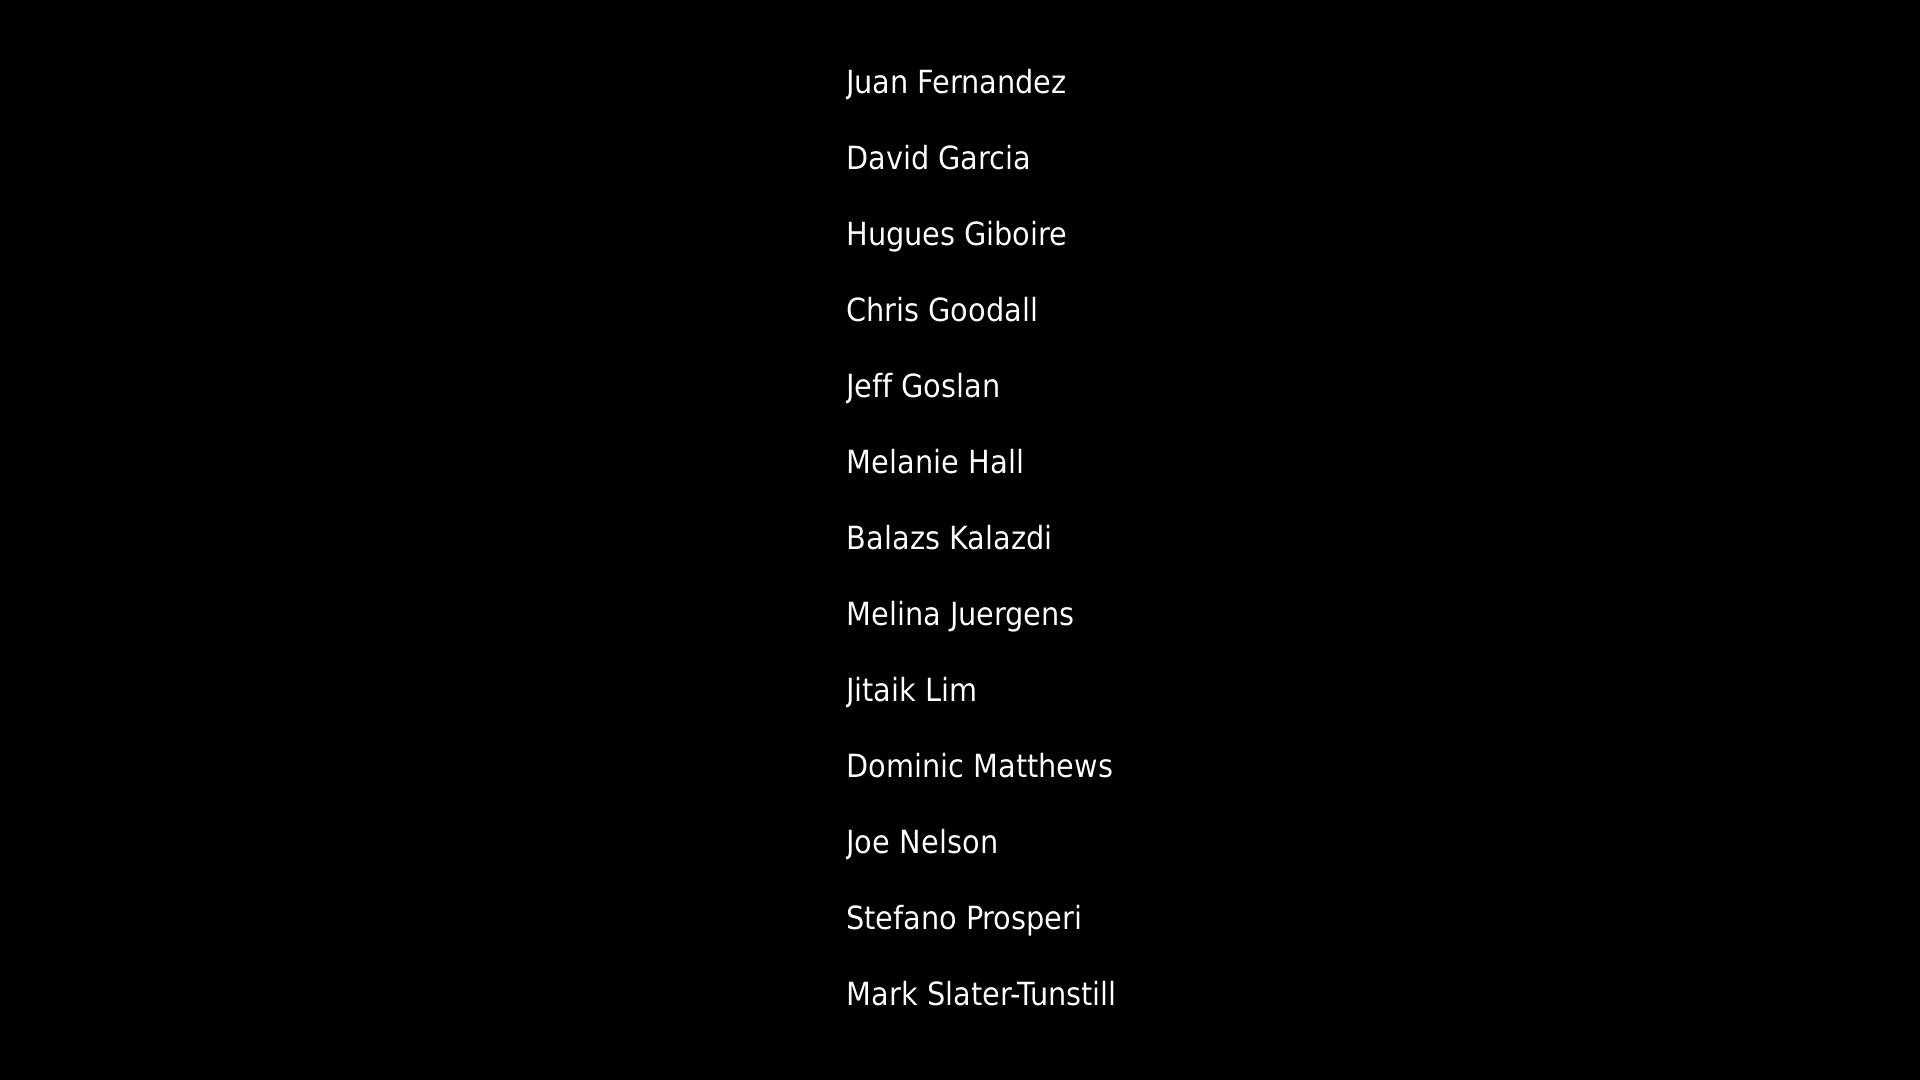 Juan Fernandez
David Garcia
Hugues Giboire
Chris Goodall
Jeff Goslan
Melanie Hall
Balazs Kalazdi
Melina Juergens
Jitaik Lim
Dominic Matthews
Joe Nelson
Stefano Prosperi
Mark Slater-Tunstill